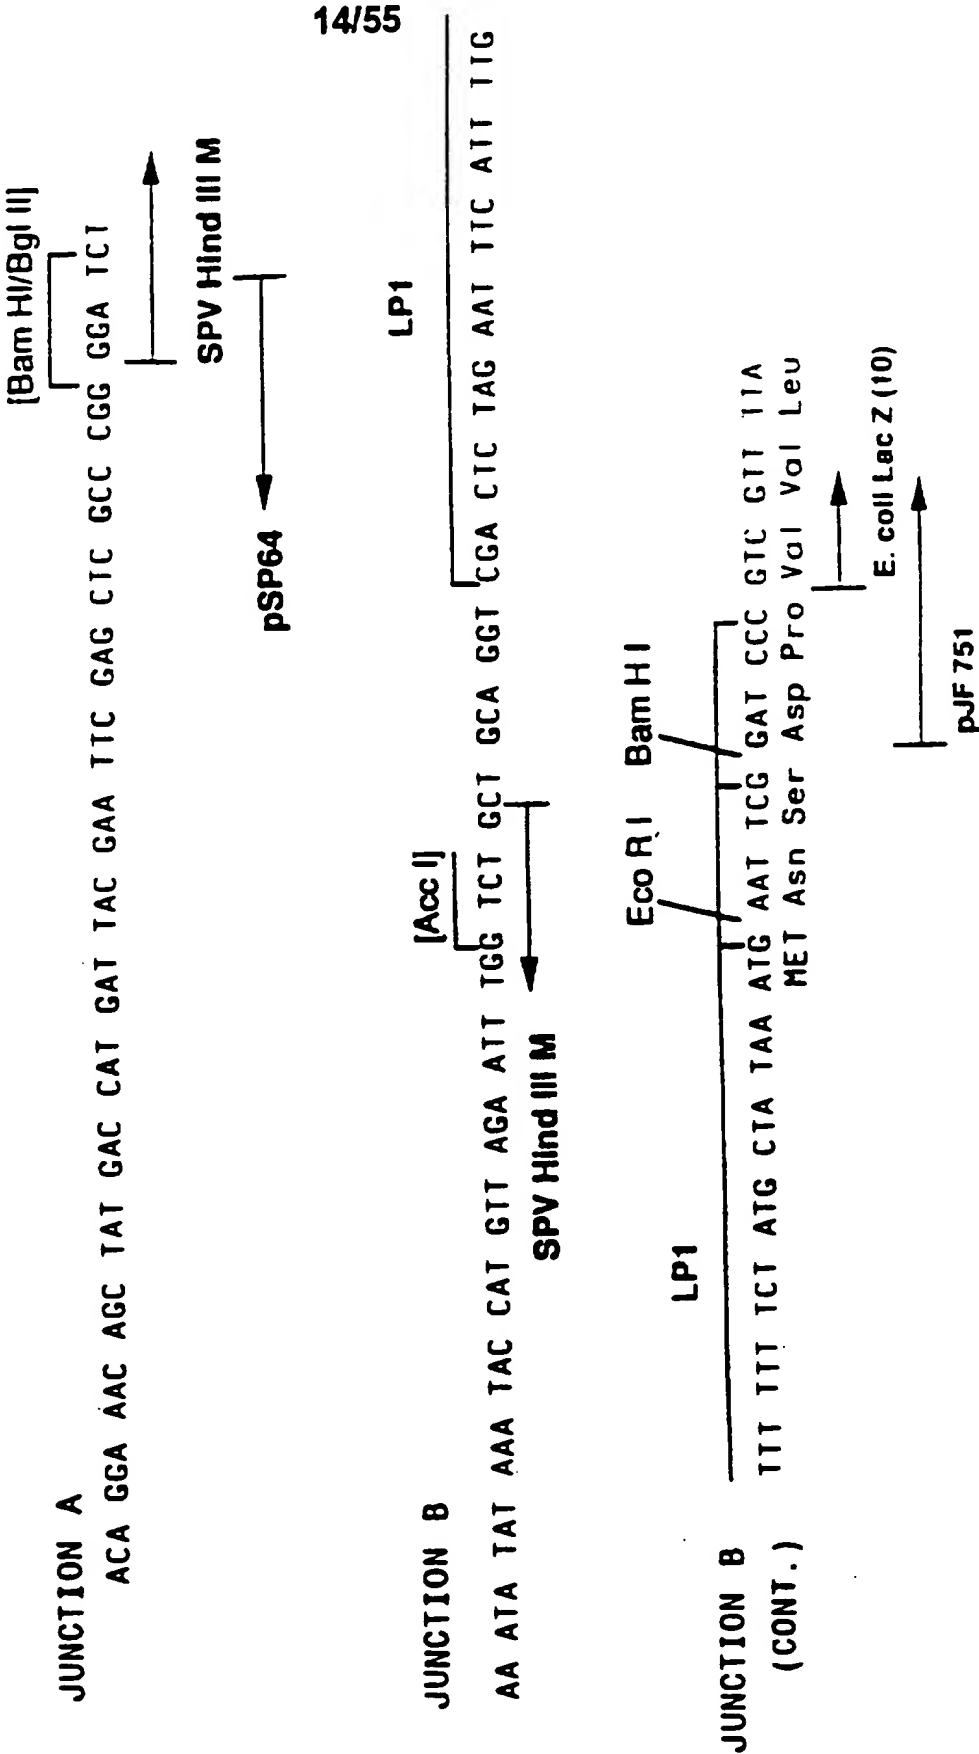 14/55
JUNCTION A
[Bam HI/Bgl II]
ACA GGA AAC AGC TAT GAC CAT GAT TAC GAA TTC GAG CTC GCC CGG GGA TCT
SPV Hind III M
pSP64
JUNCTION B
[Acc I]
LP1
AA ATA TAT AAA TAC CAT GTT AGA ATT TGG TCT GCT GCA GGT CGA CTC TAG AAT TTC ATT TTG
SPV Hind III M
JUNCTION B
(CONT.)
LP1
Eco RI
Bam HI
TTT TTT TCT ATG CTA TAA ATG AAT TCG GAT CCC GTC GTT TTA
MET Asn Ser Asp Pro Val Val Leu
E. coli Lac Z (10)
pJF 751